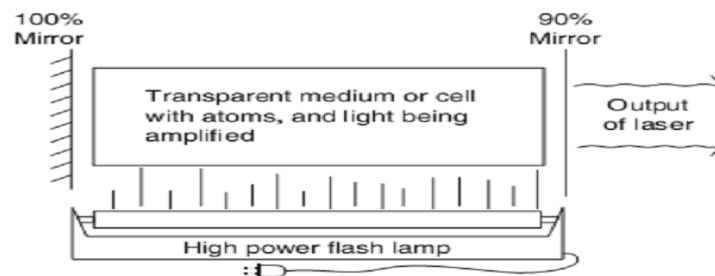 100%
Mirror
90%
Mirror
Transparent medium or cell
with atoms, and light being
amplified
Output
of laser
High power flash lamp